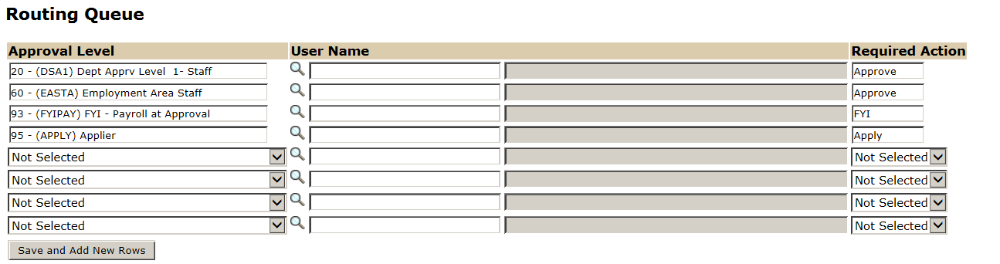 Routing Queue
Approval Level User Name Required Action
20 - (DSA1) Dept Apprv Level  1- Staff Approve
60 - (EASTA) Employment Area Staff Approve
93 - (FYIPAY) FYI - Payroll at Approval FYI
95 - (APPLY) Applier Apply
Not Selected Not Selected
Not Selected Not Selected
Not Selected Not Selected
Not Selected Not Selected
Save and Add New Rows